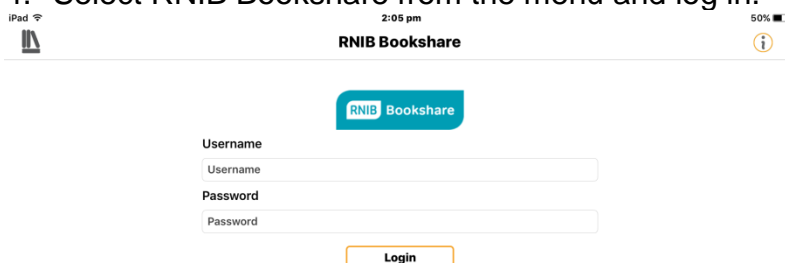 4. Select RNIB Bookshare from the menu and log in.
iPad 2:05 pm 50%
RNIB Bookshare
RNIB Bookshare
Username
Username
Password
Password
Login